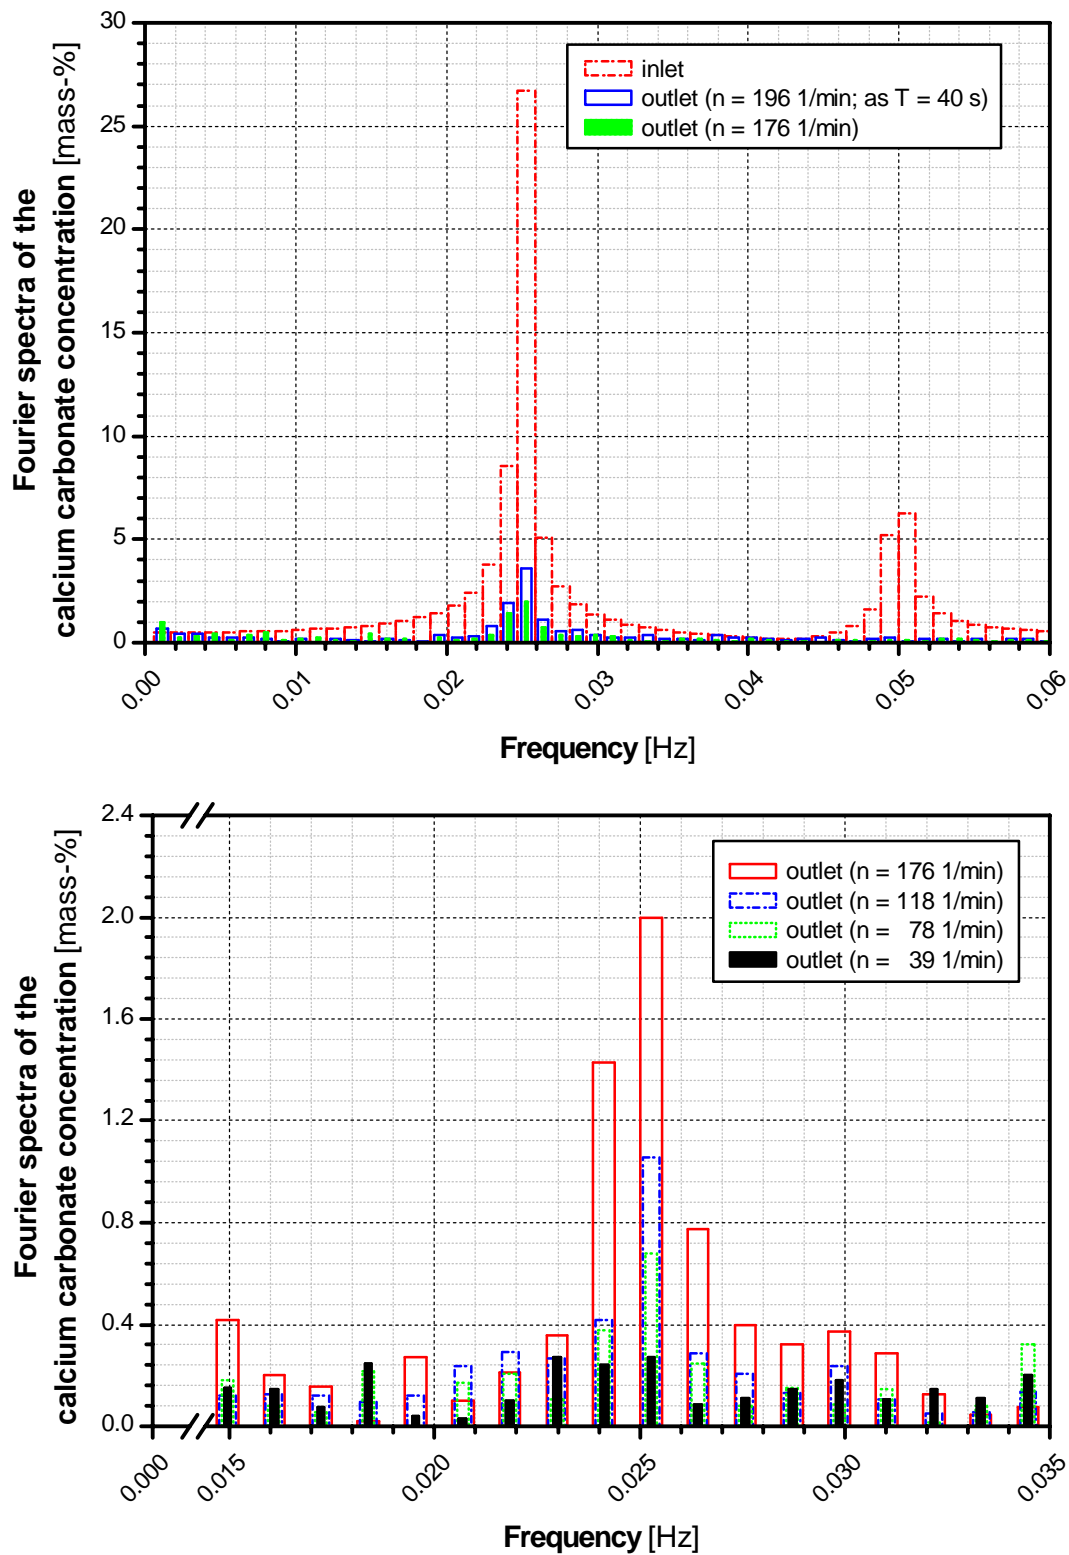 30
25
20
15
10
5
0
Fourier spectra of the
calcium carbonate concentration [mass-%]
inlet
outlet (n = 196 1/min; as T = 40 s)
outlet (n = 176 1/min)
0.00
0.01
0.02
0.03
0.04
0.05
0.06
Frequency [Hz]
2.4
2.0
1.6
1.2
0.8
0.4
0.0
Fourier spectra of the
calcium carbonate concentration [mass-%]
outlet (n = 176 1/min)
outlet (n = 118 1/min)
outlet (n = 78 1/min)
outlet (n = 39 1/min)
0.000
0.015
0.020
0.025
0.030
0.035
Frequency [Hz]